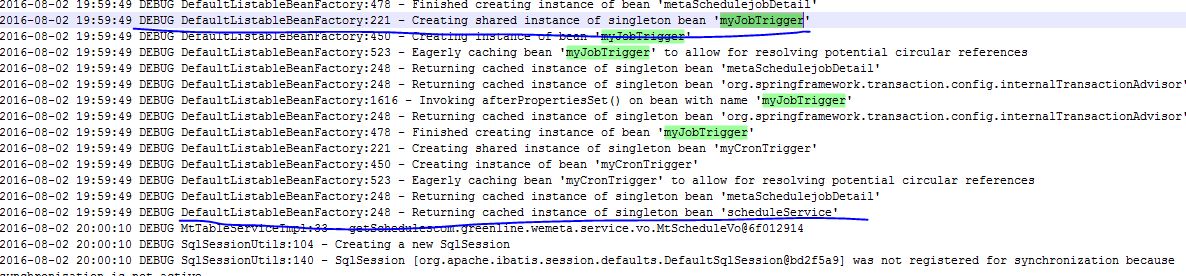 2016-08-02 19:59:49 DEBUG DefaultListableBeanFactory:478 - Finished creating instance of bean 'metaSchedulejobDetail'
2016-08-02 19:59:49 DEBUG DefaultListableBeanFactory:221 - Creating shared instance of singleton bean 'myJobTrigger'
2016-08-02 19:59:49 DEBUG DefaultListableBeanFactory:450 - Creating instance of bean 'myJobTrigger'
2016-08-02 19:59:49 DEBUG DefaultListableBeanFactory:523 - Eagerly caching bean 'myJobTrigger' to allow for resolving potential circular references
2016-08-02 19:59:49 DEBUG DefaultListableBeanFactory:248 - Returning cached instance of singleton bean 'metaSchedulejobDetail'
2016-08-02 19:59:49 DEBUG DefaultListableBeanFactory:248 - Returning cached instance of singleton bean 'org.springframework.transaction.config.internalTransactionAdvisor'
2016-08-02 19:59:49 DEBUG DefaultListableBeanFactory:1616 - Invoking afterPropertiesSet() on bean with name 'myJobTrigger'
2016-08-02 19:59:49 DEBUG DefaultListableBeanFactory:248 - Returning cached instance of singleton bean 'org.springframework.transaction.config.internalTransactionAdvisor'
2016-08-02 19:59:49 DEBUG DefaultListableBeanFactory:478 - Finished creating instance of bean 'myJobTrigger'
2016-08-02 19:59:49 DEBUG DefaultListableBeanFactory:221 - Creating shared instance of singleton bean 'myCronTrigger'
2016-08-02 19:59:49 DEBUG DefaultListableBeanFactory:450 - Creating instance of bean 'myCronTrigger'
2016-08-02 19:59:49 DEBUG DefaultListableBeanFactory:523 - Eagerly caching bean 'myCronTrigger' to allow for resolving potential circular references
2016-08-02 19:59:49 DEBUG DefaultListableBeanFactory:248 - Returning cached instance of singleton bean 'metaSchedulejobDetail'
2016-08-02 19:59:49 DEBUG DefaultListableBeanFactory:248 - Returning cached instance of singleton bean 'scheduleService'
2016-08-02 20:00:10 DEBUG MtTableServiceImpl:33 - getSchedulescom.greenline.wemeta.service.vo.MtScheduleVo@6f012914
2016-08-02 20:00:10 DEBUG SqlSessionUtils:104 - Creating a new SqlSession
2016-08-02 20:00:10 DEBUG SqlSessionUtils:140 - SqlSession [org.apache.ibatis.session.defaults.DefaultSqlSession@bd2f5a9] was not registered for synchronization because
synchronization is not active